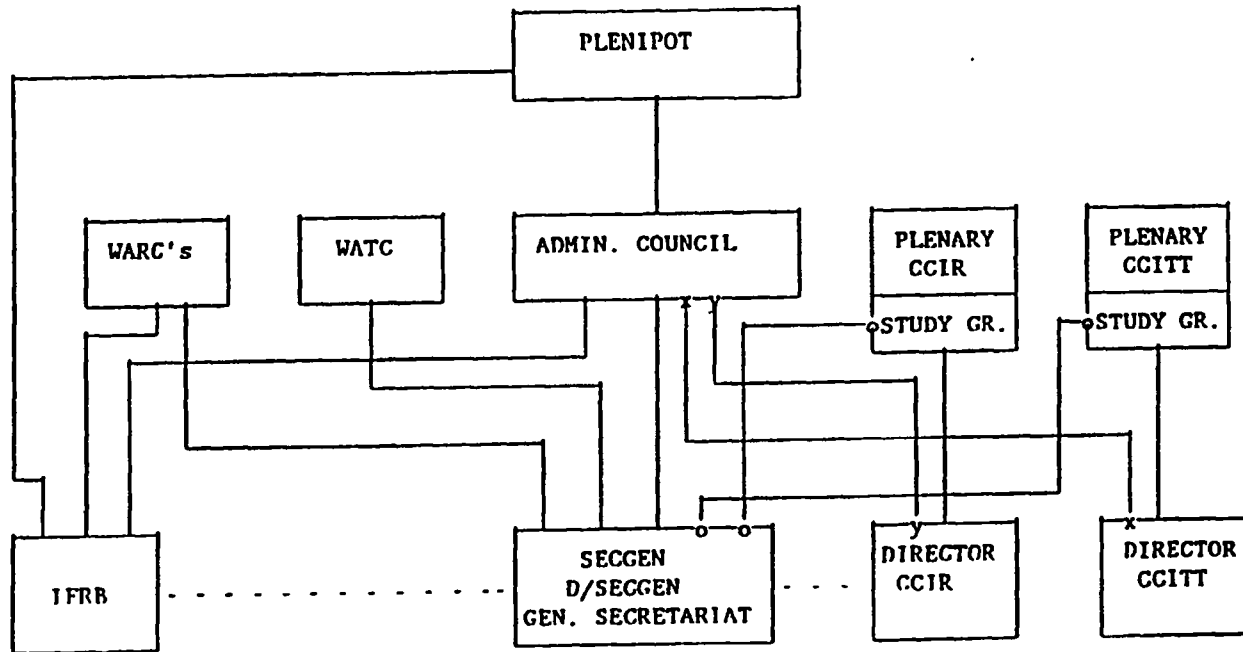 PLENIPOT
WARC's
WATC
ADMIN. COUNCIL
PLENARY
CCIR
STUDY GR.
PLENARY
CCITT
STUDY GR.
x
y
o
o
o
o
y
x
IFRB
SECGEN
D/SECGEN
GEN. SECRETARIAT
DIRECTOR
CCIR
DIRECTOR
CCITT